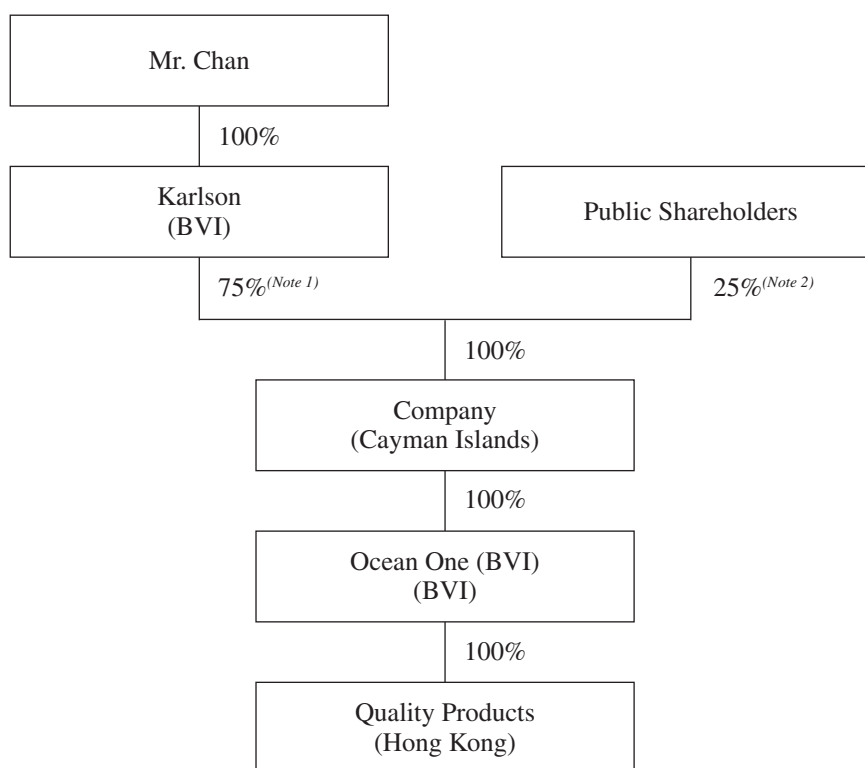 Mr. Chan
100%
Karlson
(BVI)
Public Shareholders
75%(Note 1)
25%(Note 2)
100%
Company
(Cayman Islands)
100%
Ocean One (BVI)
(BVI)
100%
Quality Products
(Hong Kong)